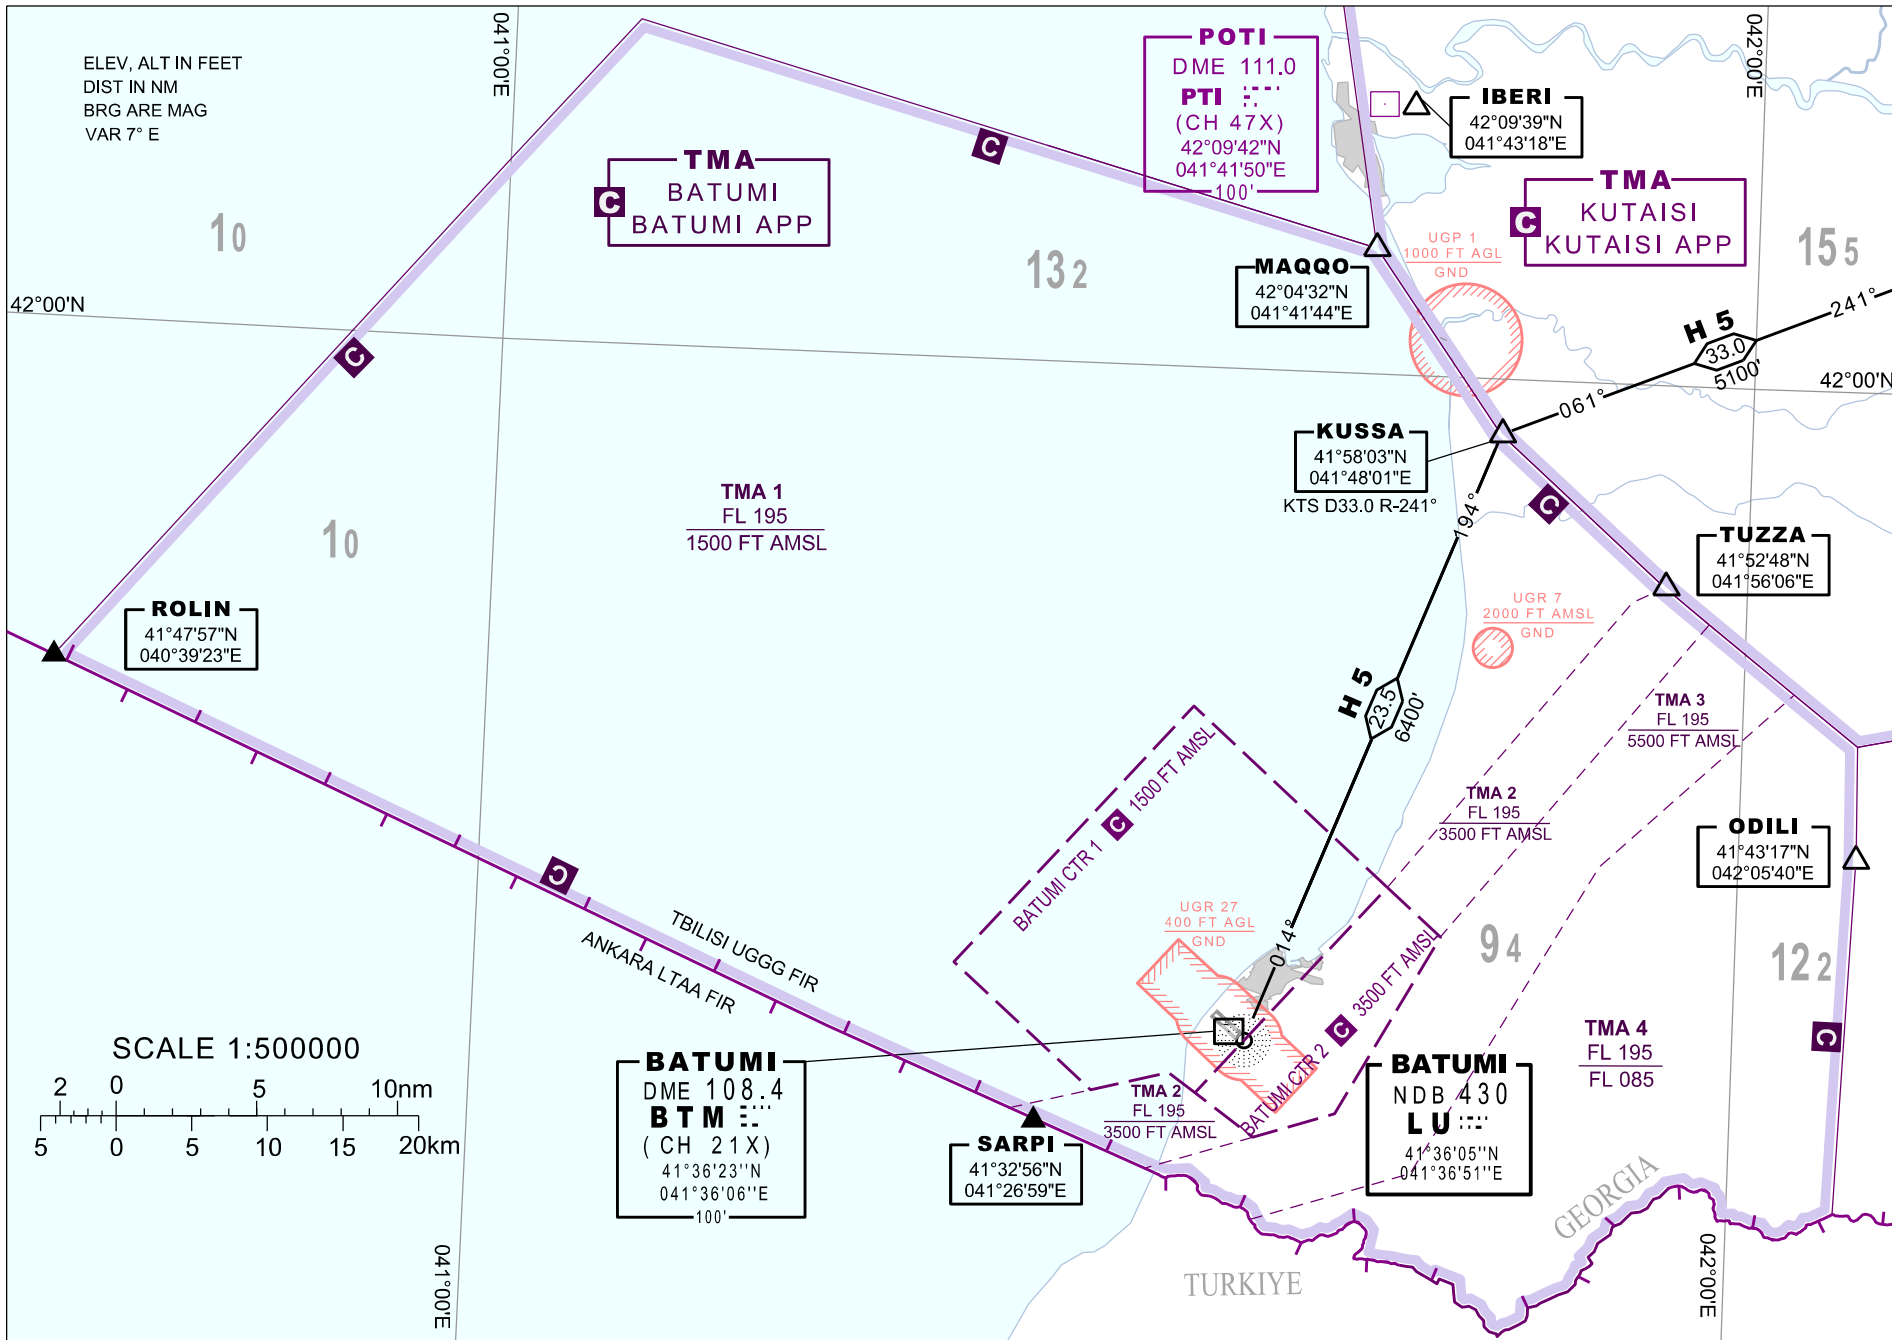 ELEV, ALT IN FEET
DIST IN NM
BRG ARE MAG
VAR 7° E
041°00'E
042°00'E
POTI
DME 111.0
PTI
(CH 47X)
42°09'42"N
041°41'50"E
100'
IBERI
42°09'39"N
041°43'18"E
C
TMA
BATUMI
BATUMI APP
C
TMA
KUTAISI
KUTAISI APP
C
10
13 2
15 5
UGP 1
1000 FT AGL
GND
MAQQO
42°04'32"N
041°41'44"E
42°00'N
C
H 5
33.0
5100'
241°
061°
42°00'N
KUSSA
41°58'03"N
041°48'01"E
KTS D33.0 R-241°
194°
C
TMA 1
FL 195
1500 FT AMSL
10
TUZZA
41°52'48"N
041°56'06"E
ROLIN
41°47'57"N
040°39'23"E
UGR 7
2000 FT AMSL
GND
H 5
23.5
6400'
TMA 3
FL 195
5500 FT AMSL
TMA 2
FL 195
3500 FT AMSL
BATUMI CTR 1 C 1500 FT AMSL
ODILI
41°43'17"N
042°05'40"E
C
TBILISI UGGG FIR
ANKARA LTAA FIR
UGR 27
400 FT AGL
GND
014°
9 4
12 2
BATUMI CTR 2 C 3500 FT AMSL
TMA 4
FL 195
FL 085
C
SCALE 1:500000
2 0 5 10nm
5 0 5 10 15 20km
BATUMI
DME 108.4
BTM
(CH 21X)
41°36'23''N
041°36'06''E
100'
TMA 2
FL 195
3500 FT AMSL
SARPI
41°32'56"N
041°26'59"E
BATUMI
NDB 430
LU
41°36'05''N
041°36'51''E
GEORGIA
TURKIYE
041°00'E
042°00'E